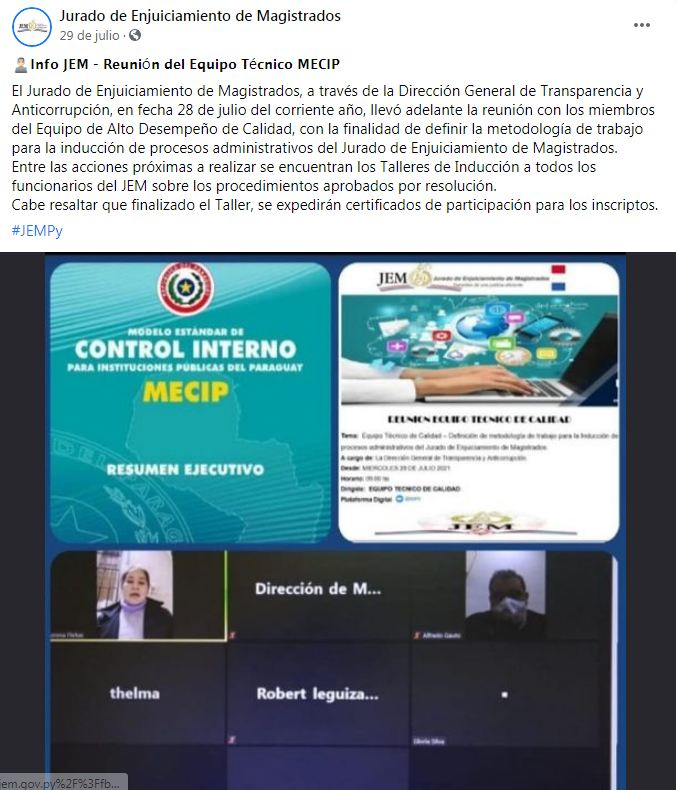 Jurado de Enjuiciamiento de Magistrados
29 de julio ·
Info JEM - Reunión del Equipo Técnico MECIP
El Jurado de Enjuiciamiento de Magistrados, a través de la Dirección General de Transparencia y
Anticorrupción, en fecha 28 de julio del corriente año, llevó adelante la reunión con los miembros
del Equipo de Alto Desempeño de Calidad, con la finalidad de definir la metodología de trabajo
para la inducción de procesos administrativos del Jurado de Enjuiciamiento de Magistrados.
Entre las acciones próximas a realizar se encuentran los Talleres de Inducción a todos los
funcionarios del JEM sobre los procedimientos aprobados por resolución.
Cabe resaltar que finalizado el Taller, se expedirán certificados de participación para los inscriptos.
#JEMPy
MODELO ESTÁNDAR DE
CONTROL INTERNO
PARA INSTITUCIONES PÚBLICAS DEL PARAGUAY
MECIP
RESUMEN EJECUTIVO
JEM Jurado de Enjuiciamiento de Magistrados
REUNION EQUIPO TECNICO DE CALIDAD
Tema: Equipo Técnico de Calidad – Definición de metodología de trabajo para la Inducción de
procesos administrativos del Jurado de Enjuiciamiento de Magistrados.
A cargo de: La Dirección General de Transparencia y Anticorrupción.
Desde: MIERCOLES 28 DE JULIO 2021
Horario: 09:00 hs
Dirigido: EQUIPO TECNICO DE CALIDAD
Plataforma Digital
JEM
Dirección de M...
Alfredo Gauto
thelma
Robert leguiza...
Gloria Silva
jem.gov.py%2F%3Ffb...